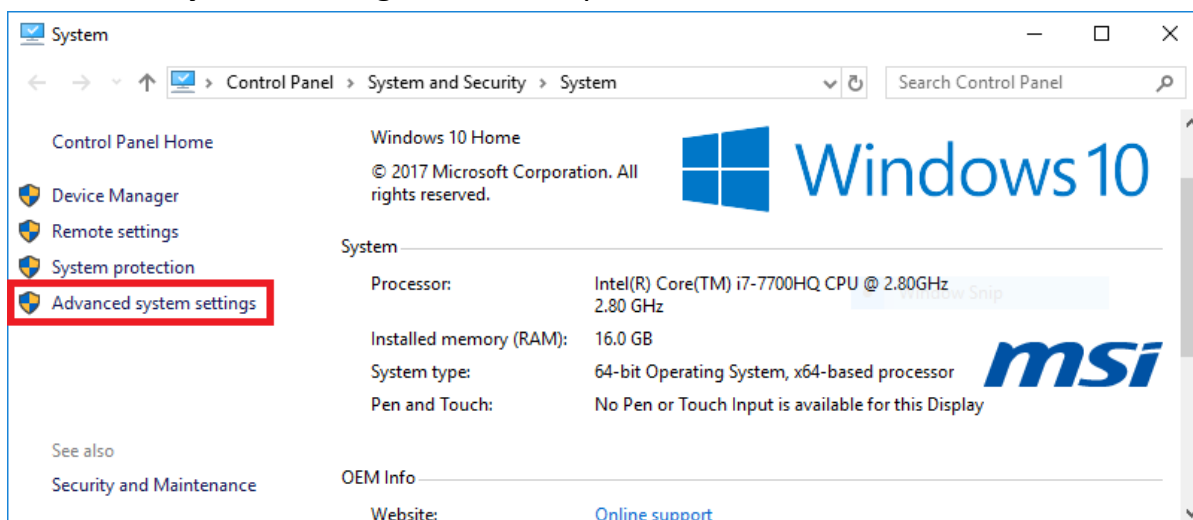 System
Control Panel > System and Security > System
Search Control Panel
Control Panel Home
Device Manager
Remote settings
System protection
Advanced system settings
See also
Security and Maintenance
Windows 10 Home
© 2017 Microsoft Corporation. All
rights reserved.
Windows 10
System
Processor: Intel(R) Core(TM) i7-7700HQ CPU @ 2.80GHz
2.80 GHz
Window Snip
Installed memory (RAM): 16.0 GB
System type: 64-bit Operating System, x64-based processor
Pen and Touch: No Pen or Touch Input is available for this Display
msi
OEM Info
Website: Online support